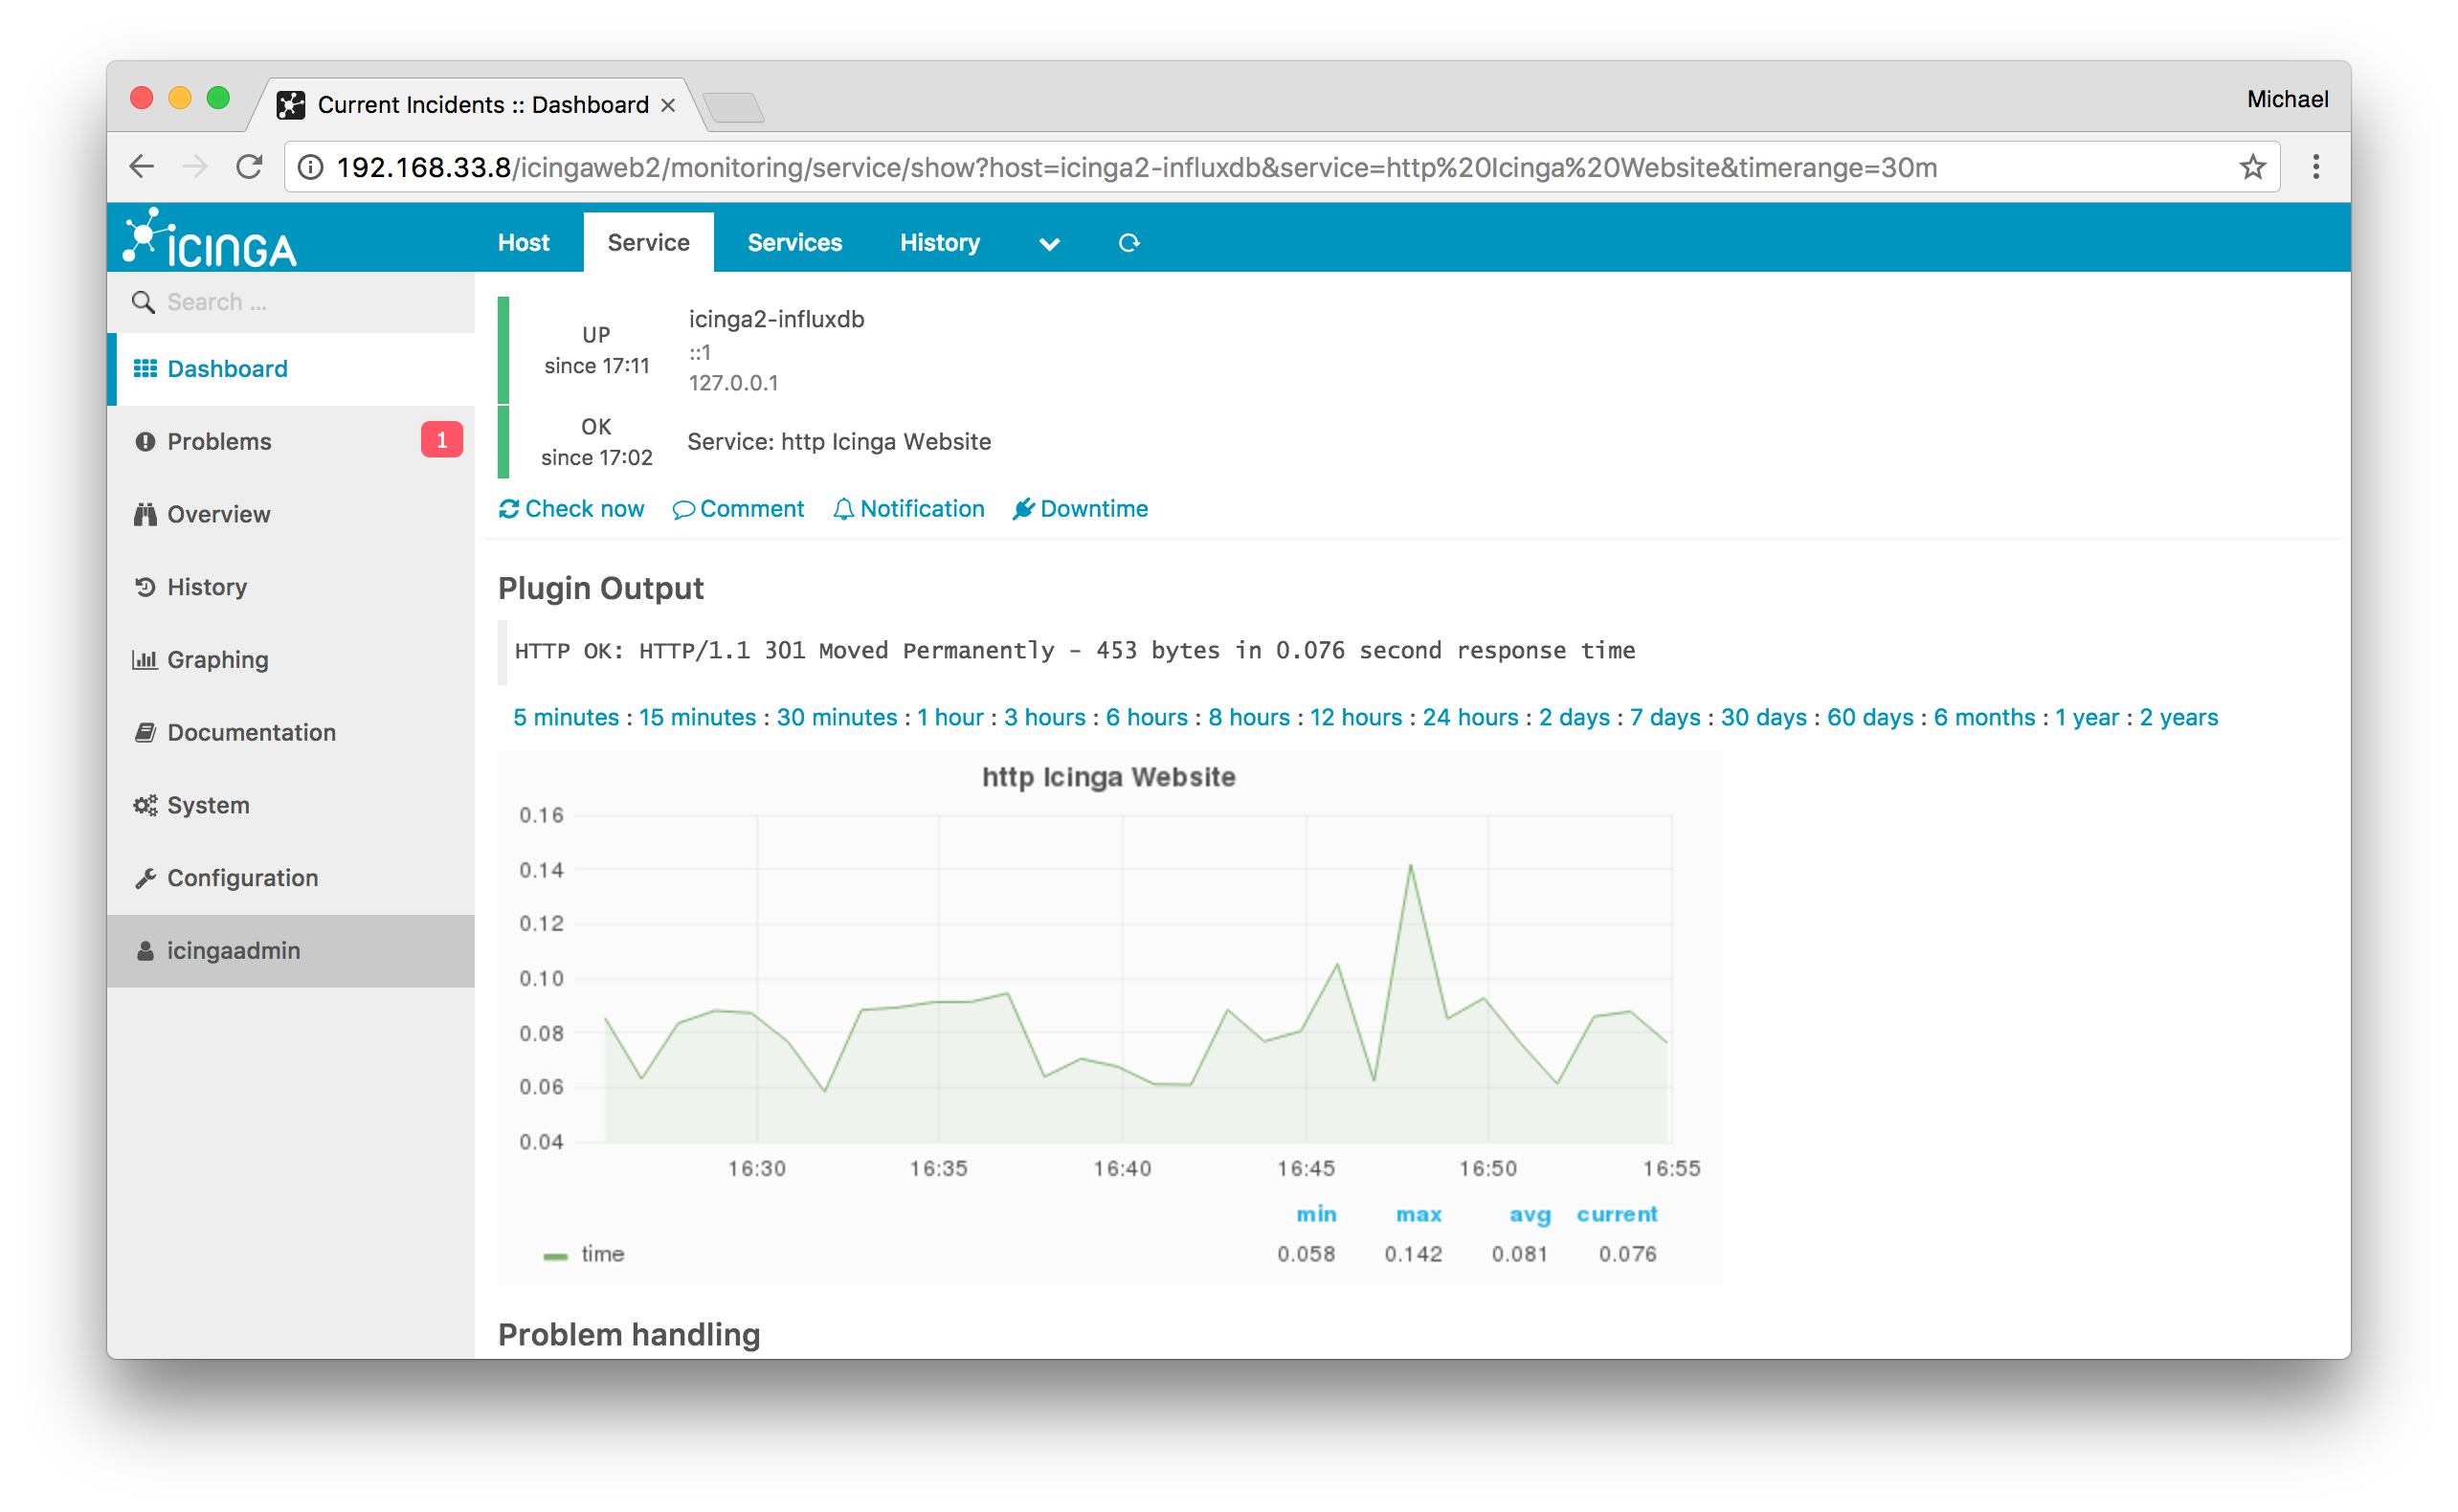 Current Incidents :: Dashboard
Michael
192.168.33.8/icingaweb2/monitoring/service/show?host=icinga2-influxdb&service=http%20Icinga%20Website&timerange=30m
ICINGA
Host Service Services History
Search ...
Dashboard
Problems 1
Overview
History
Graphing
Documentation
System
Configuration
icingaadmin
UP
since 17:11
icinga2-influxdb
::1
127.0.0.1
OK
since 17:02
Service: http Icinga Website
Check now Comment Notification Downtime
Plugin Output
HTTP OK: HTTP/1.1 301 Moved Permanently - 453 bytes in 0.076 second response time
5 minutes : 15 minutes : 30 minutes : 1 hour : 3 hours : 6 hours : 8 hours : 12 hours : 24 hours : 2 days : 7 days : 30 days : 60 days : 6 months : 1 year : 2 years
http Icinga Website
0.16
0.14
0.12
0.10
0.08
0.06
0.04
16:30 16:35 16:40 16:45 16:50 16:55
min max avg current
time 0.058 0.142 0.081 0.076
Problem handling